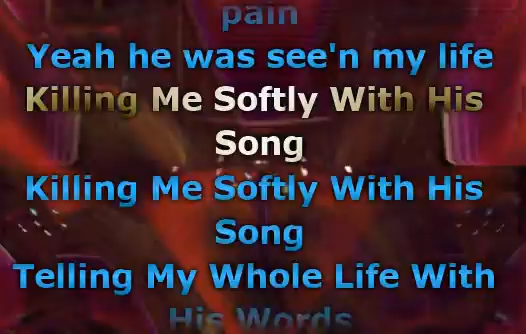 pain
Yeah he was see'n my life
Killing Me Softly With His
Song
Killing Me Softly With His
Song
Telling My Whole Life With
His Words